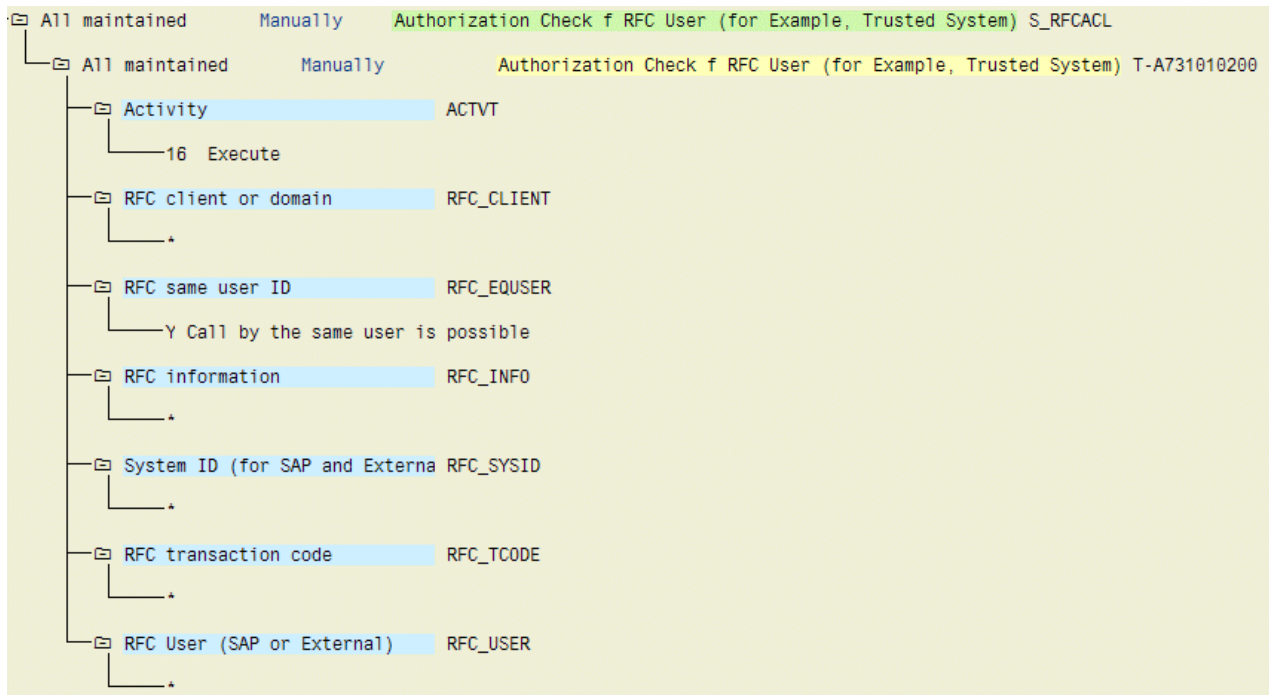 All maintained Manually Authorization Check f RFC User (for Example, Trusted System) S_RFCACL
All maintained Manually Authorization Check f RFC User (for Example, Trusted System) T-A731010200
Activity ACTVT
16 Execute
RFC client or domain RFC_CLIENT
*
RFC same user ID RFC_EQUSER
Y Call by the same user is possible
RFC information RFC_INFO
*
System ID (for SAP and Externa RFC_SYSID
*
RFC transaction code RFC_TCODE
*
RFC User (SAP or External) RFC_USER
*